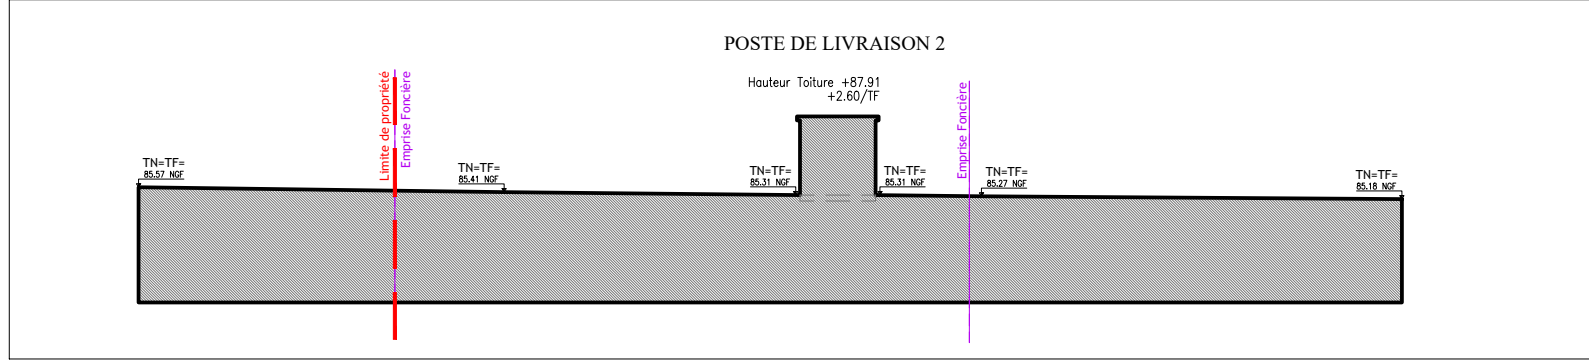 POSTE DE LIVRAISON 2
Hauteur Toiture +87.91
+2.60/TF
Limite de propriété
Emprise Foncière
Emprise Foncière
TN=TF=
85.57 NGF
TN=TF=
85.41 NGF
TN=TF=
85.31 NGF
TN=TF=
85.31 NGF
TN=TF=
85.27 NGF
TN=TF=
85.18 NGF